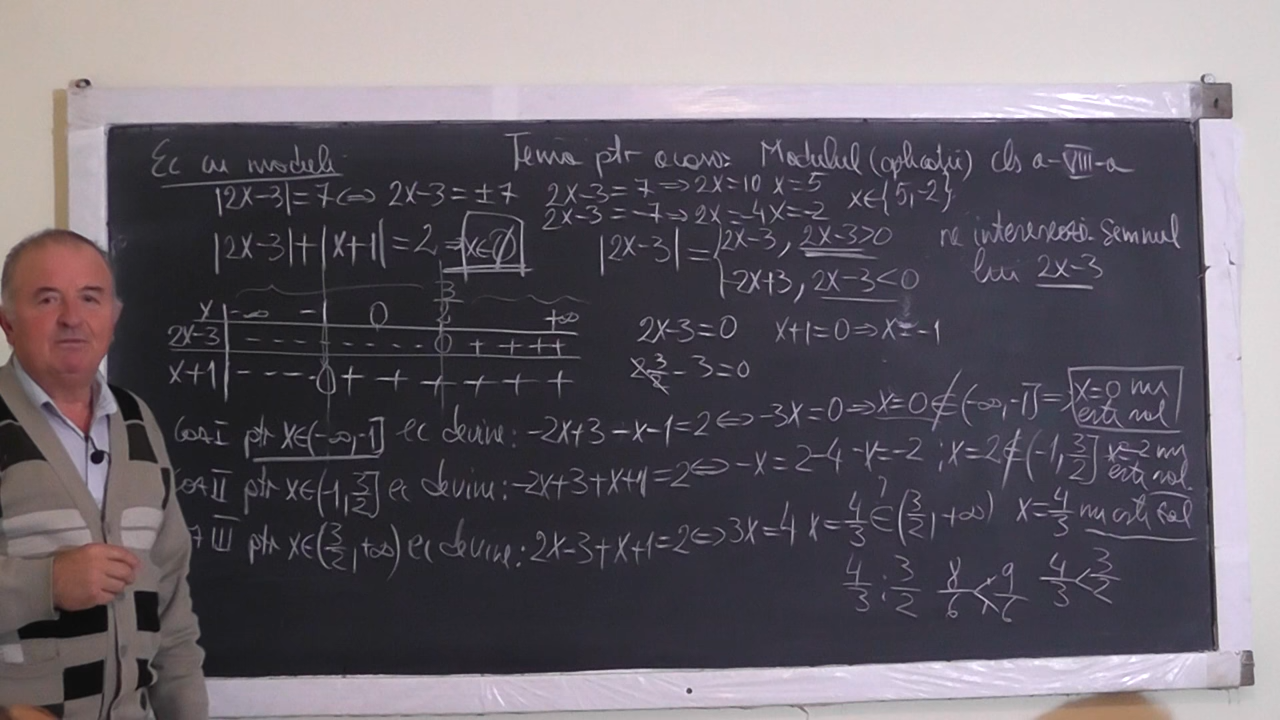 Ec cu moduli. Tema ptr acasă: Modulul (aplicații) cls a-VIII-a
|2x-3|=7 ⇔ 2x-3=±7 2x-3=7 ⇒ 2x=10 x=5 x∈{5,-2}
2x-3=-7 ⇒ 2x=-4 x=-2
|2x-3|+|x+1|=2 ⇒ x∈∅ |2x-3|= { 2x-3, 2x-3>0 ne interesează semnul
-2x+3, 2x-3<0 lui 2x-3
x | -∞ -1 0 3/2 +∞
2x-3 | - - - - - - - - 0 + + + +
x+1 | - - - - 0 + + + + + +
2x-3=0 x+1=0 ⇒ x=-1
2·3/2-3=0
Caz I ptr x∈(-∞,-1] ec devine: -2x+3-x-1=2 ⇔ -3x=0 ⇒ x=0 ∉ (-∞,-1] ⇒ x=0 nu este sol
Caz II ptr x∈(-1, 3/2] ec devine: -2x+3+x+1=2 ⇔ -x=2-4 -x=-2 ; x=2 ∉ (-1, 3/2] x=2 nu este sol.
III ptr x∈(3/2, +∞) ec devine: 2x-3+x+1=2 ⇔ 3x=4 x=4/3 ∈? (3/2, +∞) x=4/3 nu este sol
4/3 ; 3/2 8/6 < 9/6 4/3 < 3/2